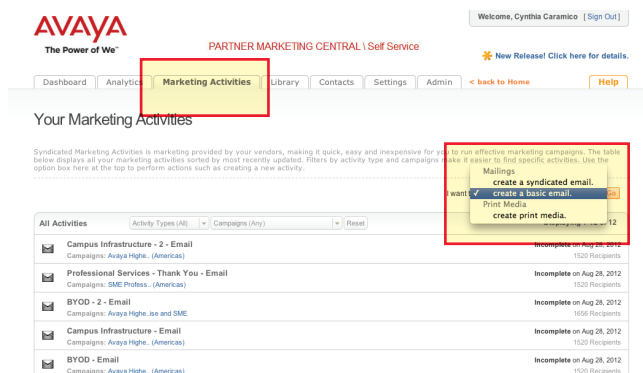 AVAYA
The Power of We™
PARTNER MARKETING CENTRAL \ Self Service
Welcome, Cynthia Caramico [ Sign Out ]
New Release! Click here for details.
Dashboard Analytics Marketing Activities Library Contacts Settings Admin < back to Home Help
Your Marketing Activities
Syndicated Marketing Activities is marketing provided by your vendors, making it quick, easy and inexpensive for you to run effective marketing campaigns. The table
below displays all your marketing activities sorted by most recently updated. Filters by activity type and campaigns make it easier to find specific activities. Use the
option box here at the top to perform actions such as creating a new activity.
Mailings
create a syndicated email.
I want ✓ create a basic email. Go
Print Media
create print media.
All Activities Activity Types (All) Campaigns (Any) Reset Displaying 12
Campus Infrastructure - 2 - Email Incomplete on Aug 28, 2012
Campaigns: Avaya Highe.. (Americas) 1520 Recipients
Professional Services - Thank You - Email Incomplete on Aug 28, 2012
Campaigns: SME Profess.. (Americas) 1520 Recipients
BYOD - 2 - Email Incomplete on Aug 28, 2012
Campaigns: Avaya Highe..ise and SME 1656 Recipients
Campus Infrastructure - Email Incomplete on Aug 28, 2012
Campaigns: Avaya Highe.. (Americas) 1520 Recipients
BYOD - Email Incomplete on Aug 28, 2012
Campaigns: Avaya Highe.. (Americas) 1520 Recipients